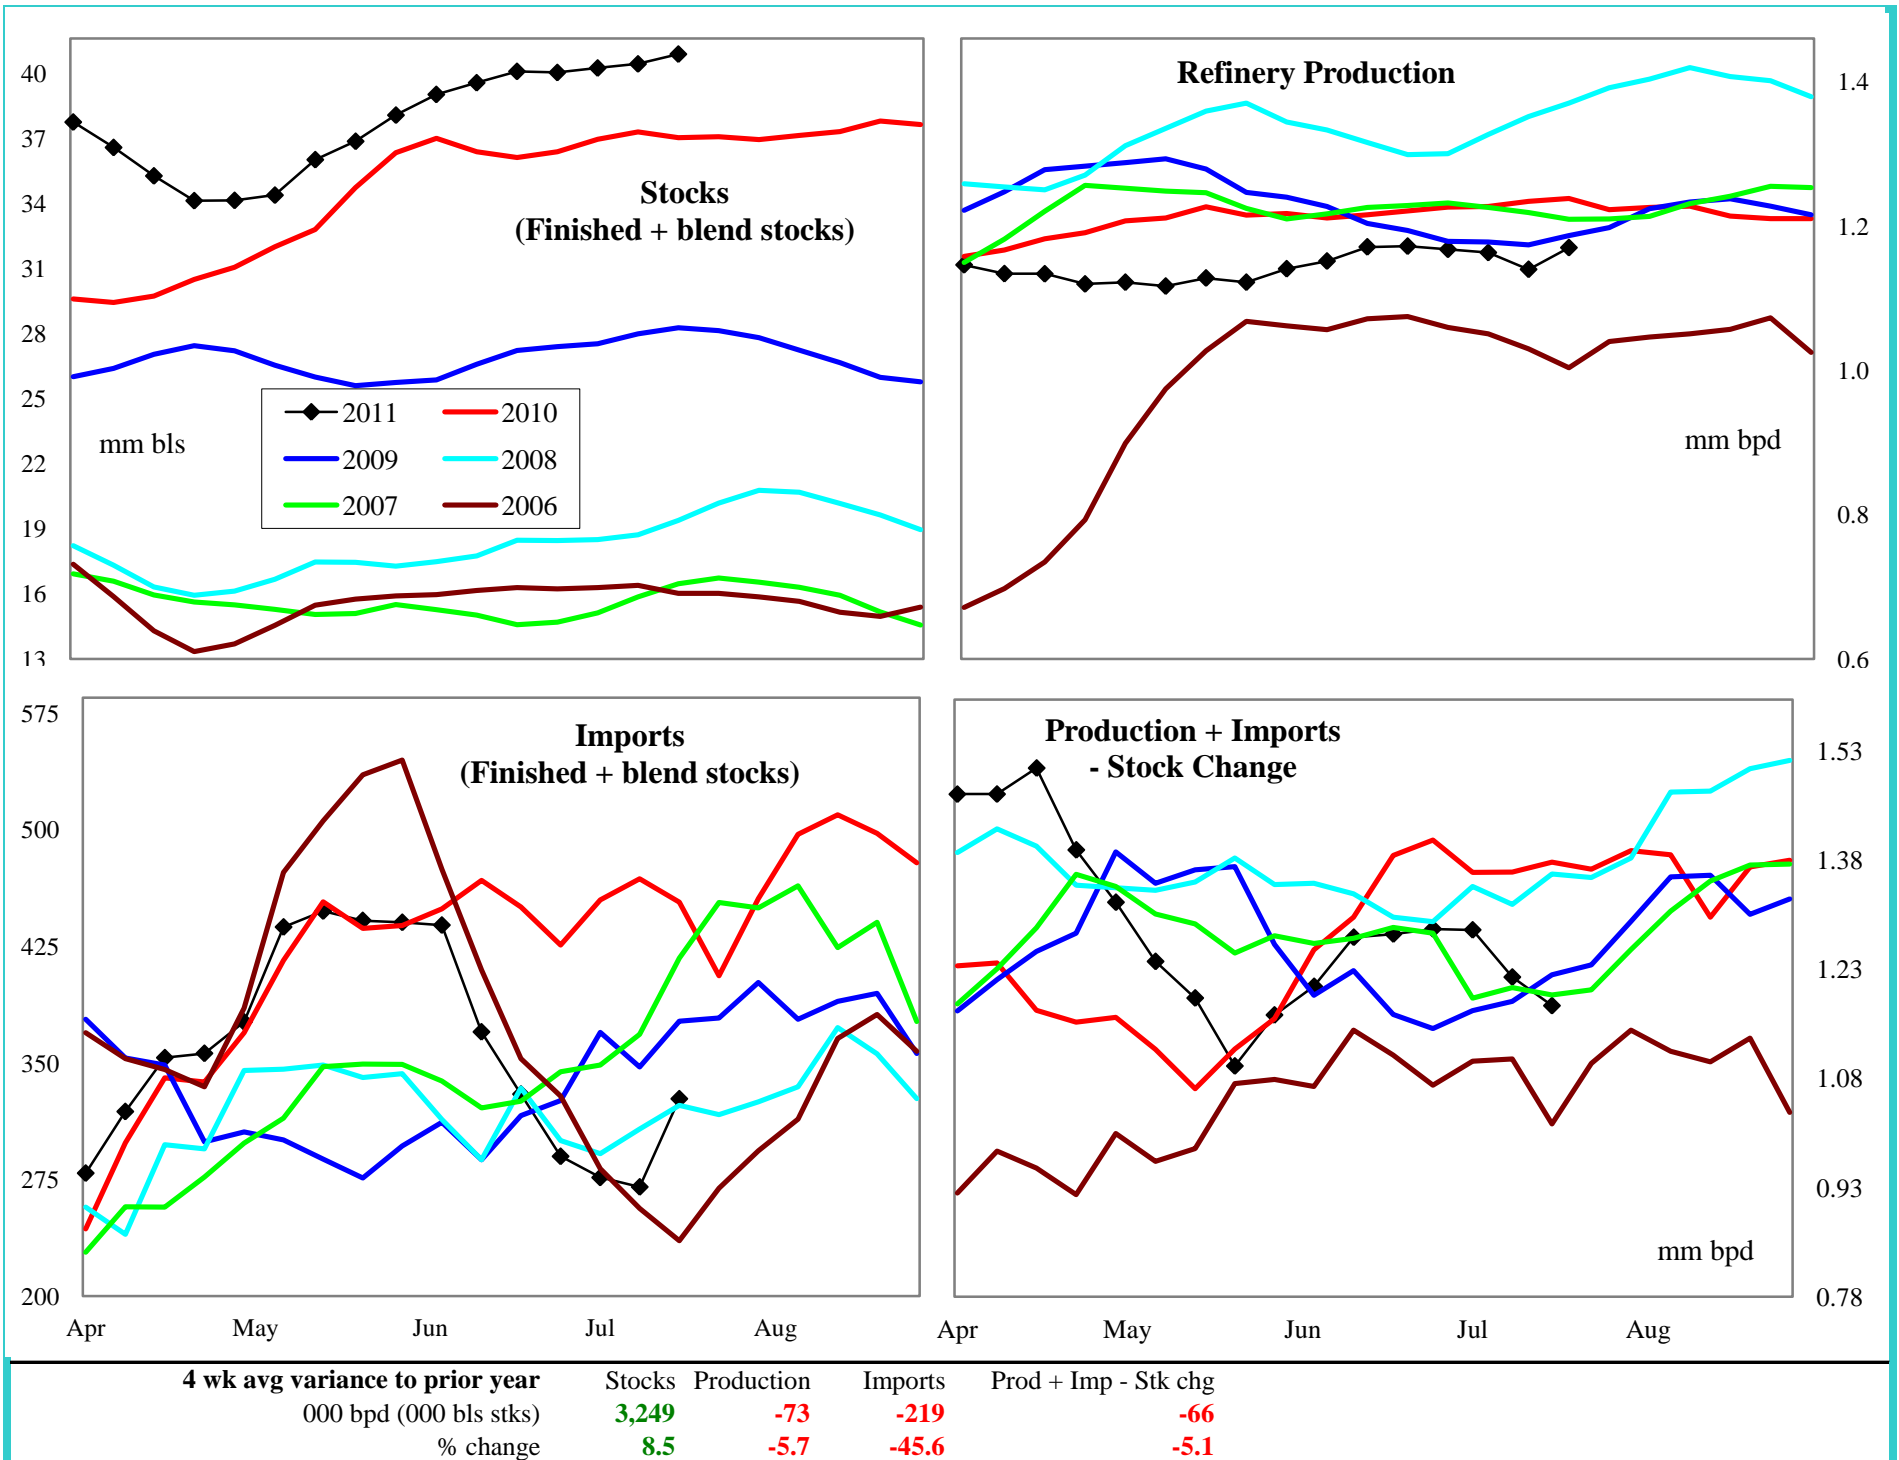 40
37
34
31
28
25
22
19
16
13
Stocks
(Finished + blend stocks)
mm bls
2011 2010
2009 2008
2007 2006
Refinery Production
mm bpd
1.4
1.2
1.0
0.8
0.6
575
500
425
350
275
200
Imports
(Finished + blend stocks)
Apr May Jun Jul Aug
Production + Imports
- Stock Change
mm bpd
1.53
1.38
1.23
1.08
0.93
0.78
Apr May Jun Jul Aug
4 wk avg variance to prior year Stocks Production Imports Prod + Imp - Stk chg
000 bpd (000 bls stks) 3,249 -73 -219 -66
% change 8.5 -5.7 -45.6 -5.1